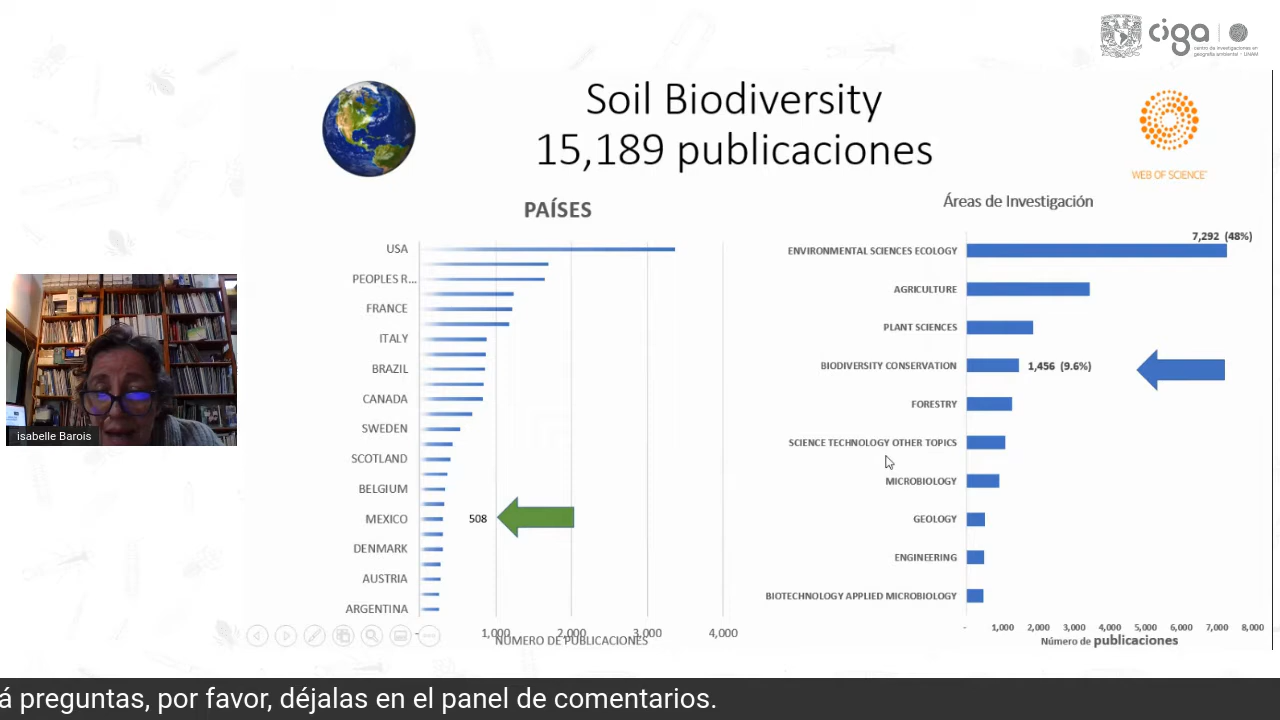 ciga
centro de investigaciones en
geografía ambiental - UNAM
Soil Biodiversity
15,189 publicaciones
WEB OF SCIENCE™
PAÍSES
USA
PEOPLES R...
FRANCE
ITALY
BRAZIL
CANADA
SWEDEN
SCOTLAND
BELGIUM
MEXICO 508
DENMARK
AUSTRIA
ARGENTINA
- 1,000 2,000 3,000 4,000
NÚMERO DE PUBLICACIONES
Áreas de Investigación
7,292 (48%)
ENVIRONMENTAL SCIENCES ECOLOGY
AGRICULTURE
PLANT SCIENCES
BIODIVERSITY CONSERVATION 1,456 (9.6%)
FORESTRY
SCIENCE TECHNOLOGY OTHER TOPICS
MICROBIOLOGY
GEOLOGY
ENGINEERING
BIOTECHNOLOGY APPLIED MICROBIOLOGY
- 1,000 2,000 3,000 4,000 5,000 6,000 7,000 8,000
Número de publicaciones
isabelle Barois
á preguntas, por favor, déjalas en el panel de comentarios.